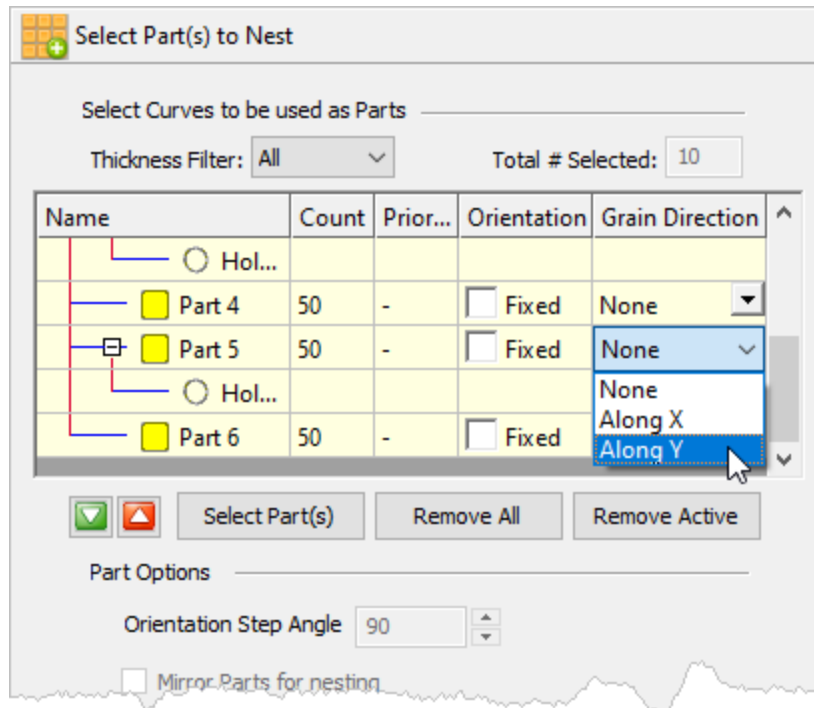 Select Part(s) to Nest
Select Curves to be used as Parts
Thickness Filter: All Total # Selected: 10
Name Count Prior... Orientation Grain Direction
Hol...
Part 4 50 - Fixed None
Part 5 50 - Fixed None
None
Hol...
Along X
Part 6 50 - Fixed
Along Y
Select Part(s) Remove All Remove Active
Part Options
Orientation Step Angle 90
Mirror Parts for nesting